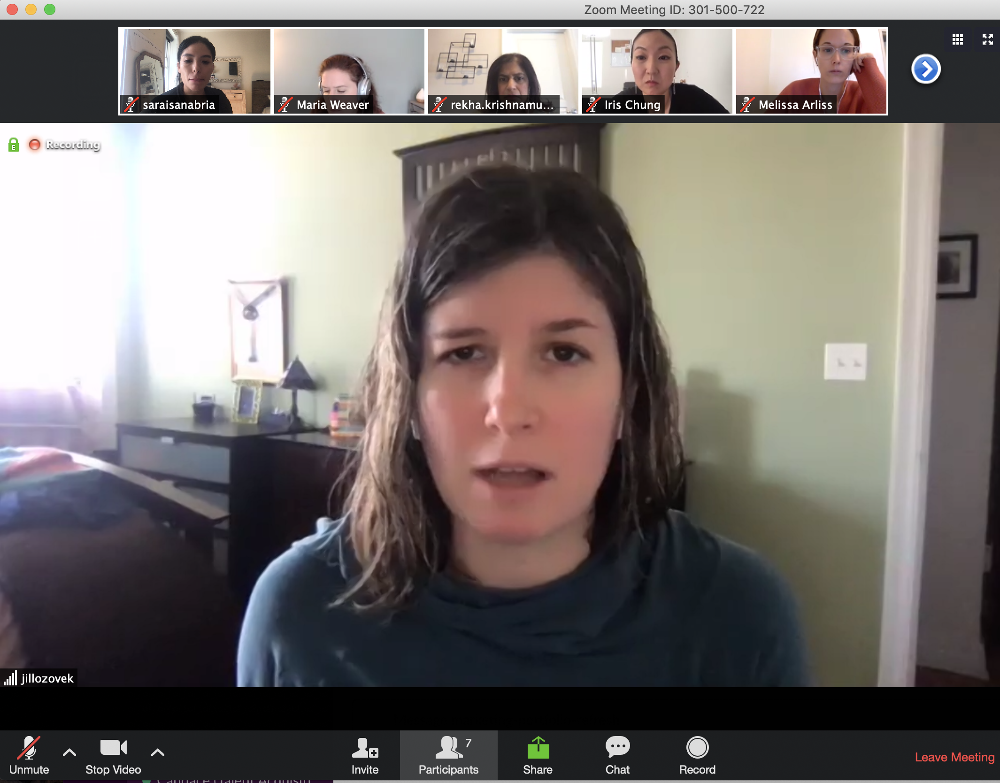 Zoom Meeting ID: 301-500-722
saraisanabria
Maria Weaver
rekha.krishnamu...
Iris Chung
Melissa Arliss
E
Recording
jillozovek
Unmute
Stop Video
Invite
7
Participants
Share
Chat
Record
Leave Meeting